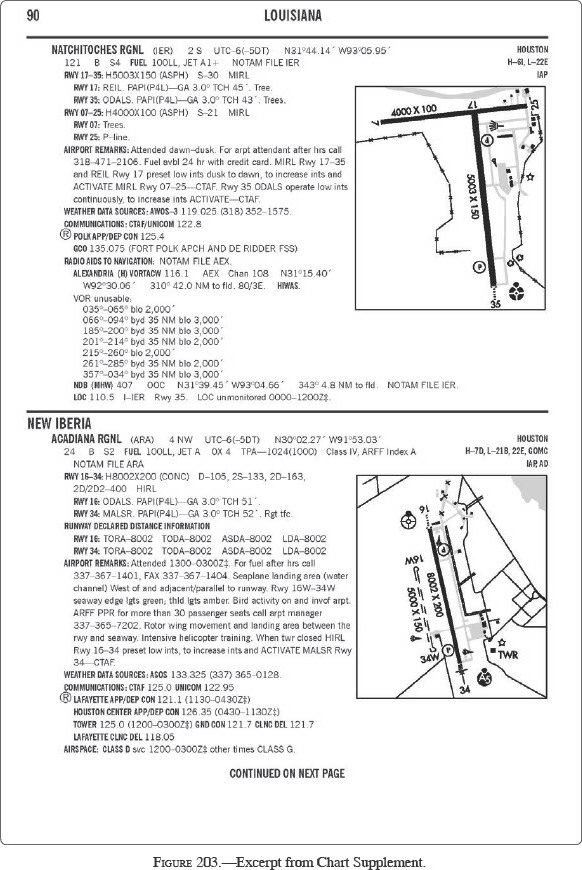 90 LOUISIANA
NATCHITOCHES RGNL (IER) 2 S UTC–6(–5DT) N31°44.14´ W93°05.95´ HOUSTON
121 B S4 FUEL 100LL, JET A1+ NOTAM FILE IER H–6I, L–22E
RWY 17–35: H5003X150 (ASPH) S–30 MIRL IAP
RWY 17: REIL. PAPI(P4L)—GA 3.0° TCH 45´. Tree.
RWY 35: ODALS. PAPI(P4L)—GA 3.0° TCH 43´. Trees.
RWY 07–25: H4000X100 (ASPH) S–21 MIRL
RWY 07: Trees.
RWY 25: P–line.
AIRPORT REMARKS: Attended dawn–dusk. For arpt attendant after hrs call
318–471–2106. Fuel avbl 24 hr with credit card. MIRL Rwy 17–35
and REIL Rwy 17 preset low ints dusk to dawn, to increase ints and
ACTIVATE MIRL Rwy 07–25—CTAF. Rwy 35 ODALS operate low ints
continuously, to increase ints ACTIVATE—CTAF.
WEATHER DATA SOURCES: AWOS–3 119.025 (318) 352–1575.
COMMUNICATIONS: CTAF/UNICOM 122.8
Ⓡ POLK APP/DEP CON 125.4
GCO 135.075 (FORT POLK APCH AND DE RIDDER FSS)
RADIO AIDS TO NAVIGATION: NOTAM FILE AEX.
ALEXANDRIA (H) VORTACW 116.1 AEX Chan 108 N31°15.40´
W92°30.06´ 310° 42.0 NM to fld. 80/3E. HIWAS.
VOR unusable:
035°–065° blo 2,000´
066°–094° byd 35 NM blo 3,000´
185°–200° byd 35 NM blo 3,000´
201°–214° byd 35 NM blo 2,000´
215°–260° blo 2,000´
261°–285° byd 35 NM blo 2,000´
357°–034° byd 35 NM blo 3,000´
NDB (MHW) 407 OOC N31°39.45´ W93°04.66´ 343° 4.8 NM to fld. NOTAM FILE IER.
LOC 110.5 I–IER Rwy 35. LOC unmonitored 0000–1200Z‡.
4000 X 100
7
17
25
5003 X 150
P
35
NEW IBERIA
ACADIANA RGNL (ARA) 4 NW UTC–6(–5DT) N30°02.27´ W91°53.03´ HOUSTON
24 B S2 FUEL 100LL, JET A OX 4 TPA—1024(1000) Class IV, ARFF Index A H–7D, L–21B, 22E, GOMC
NOTAM FILE ARA IAP, AD
RWY 16–34: H8002X200 (CONC) D–105, 2S–133, 2D–163,
2D/2D2–400 HIRL
RWY 16: ODALS. PAPI(P4L)—GA 3.0° TCH 51´.
RWY 34: MALSR. PAPI(P4L)—GA 3.0° TCH 52´. Rgt tfc.
RUNWAY DECLARED DISTANCE INFORMATION
RWY 16: TORA–8002 TODA–8002 ASDA–8002 LDA–8002
RWY 34: TORA–8002 TODA–8002 ASDA–8002 LDA–8002
AIRPORT REMARKS: Attended 1300–0300Z‡. For fuel after hrs call
337–367–1401, FAX 337–367–1404. Seaplane landing area (water
channel) West of and adjacent/parallel to runway. Rwy 16W–34W
seaway edge lgts green; thld lgts amber. Bird activity on and invof arpt.
ARFF PPR for more than 30 passenger seats call arpt manager
337–365–7202. Rotor wing movement and landing area between the
rwy and seaway. Intensive helicopter training. When twr closed HIRL
Rwy 16–34 preset low ints, to increase ints and ACTIVATE MALSR Rwy
34—CTAF.
WEATHER DATA SOURCES: ASOS 133.325 (337) 365–0128.
COMMUNICATIONS: CTAF 125.0 UNICOM 122.95
Ⓡ LAFAYETTE APP/DEP CON 121.1 (1130–0430Z‡)
HOUSTON CENTER APP/DEP CON 126.35 (0430–1130Z‡)
TOWER 125.0 (1200–0300Z‡) GND CON 121.7 CLNC DEL 121.7
LAFAYETTE CLNC DEL 118.05
AIRSPACE: CLASS D svc 1200–0300Z‡ other times CLASS G.
16
16W
8002 X 200
5000 X 150
34W
P
TWR
34
A5
CONTINUED ON NEXT PAGE
FIGURE 203.—Excerpt from Chart Supplement.